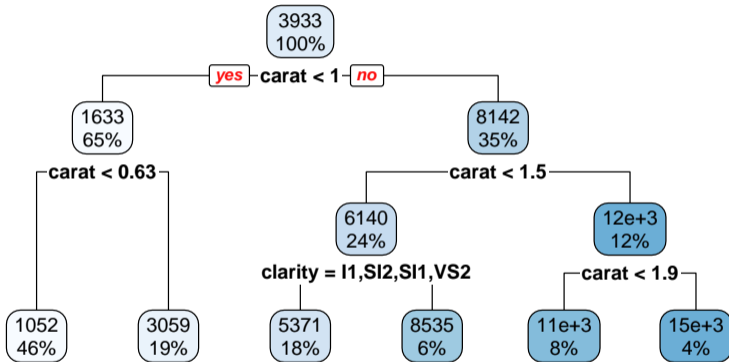 3933
100%
yes carat < 1 no
1633
65%
8142
35%
carat < 0.63
carat < 1.5
6140
24%
12e+3
12%
clarity = I1,SI2,SI1,VS2
carat < 1.9
1052
46%
3059
19%
5371
18%
8535
6%
11e+3
8%
15e+3
4%